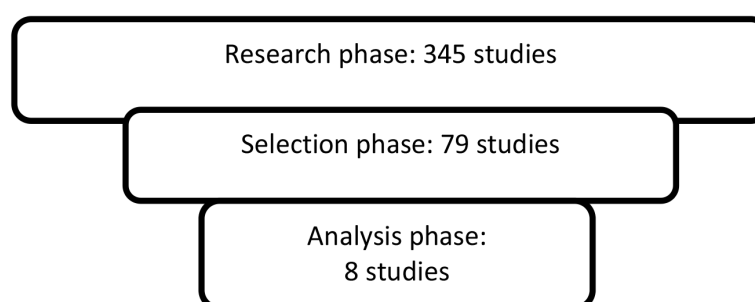 Research phase: 345 studies
Selection phase: 79 studies
Analysis phase:
8 studies